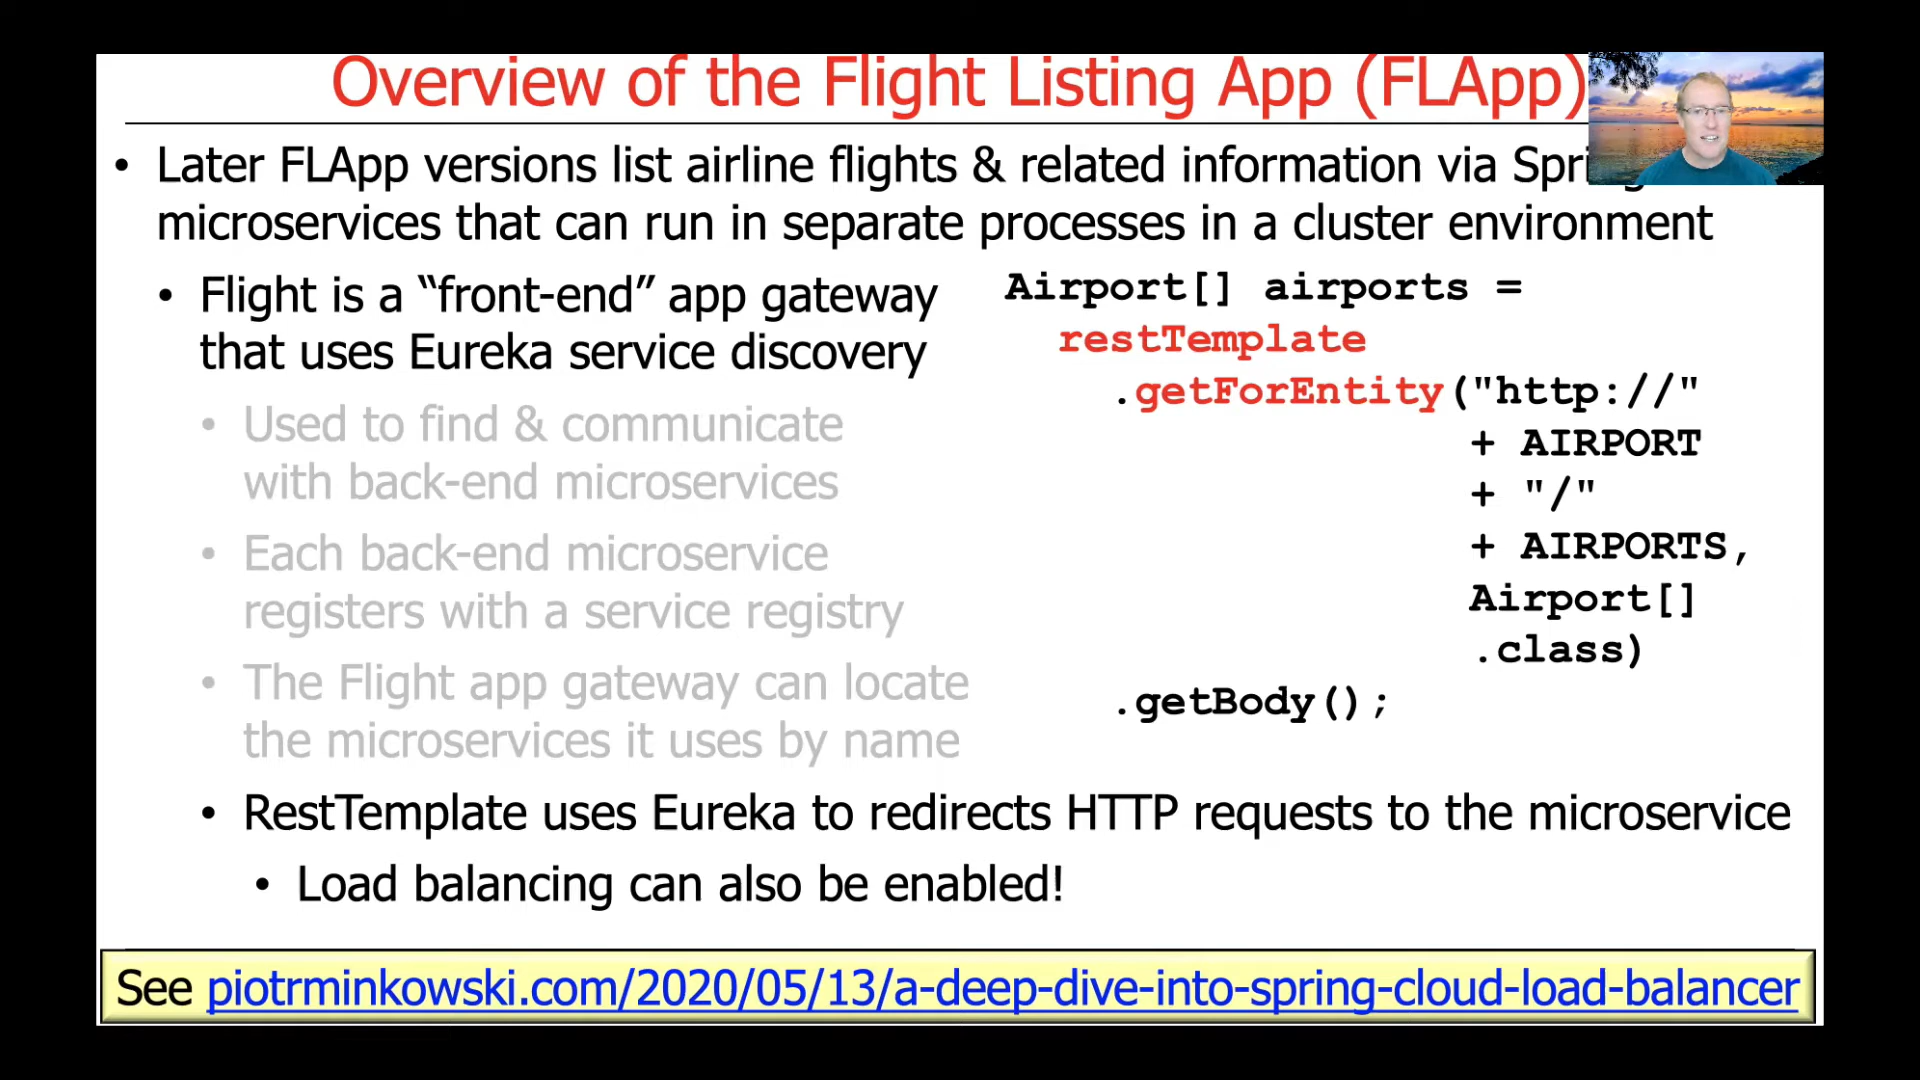 Overview of the Flight Listing App (FLApp)
• Later FLApp versions list airline flights & related information via
microservices that can run in separate processes in a cluster environment
• Flight is a “front-end” app gateway
that uses Eureka service discovery
• Used to find & communicate
with back-end microservices
• Each back-end microservice
registers with a service registry
• The Flight app gateway can locate
the microservices it uses by name
Airport[] airports =
restTemplate
.getForEntity("http://"
+ AIRPORT
+ "/"
+ AIRPORTS,
Airport[]
.class)
.getBody();
• RestTemplate uses Eureka to redirects HTTP requests to the microservice
• Load balancing can also be enabled!
See piotrminkowski.com/2020/05/13/a-deep-dive-into-spring-cloud-load-balancer